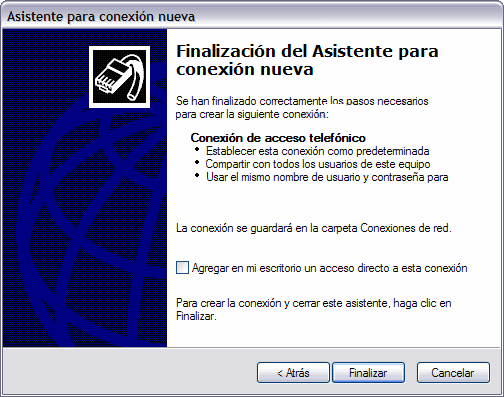 Asistente para conexión nueva
Finalización del Asistente para
conexión nueva
Se han finalizado correctamente los pasos necesarios
para crear la siguiente conexión:
Conexión de acceso telefónico
• Establecer esta conexión como predeterminada
• Compartir con todos los usuarios de este equipo
• Usar el mismo nombre de usuario y contraseña para
La conexión se guardará en la carpeta Conexiones de red.
Agregar en mi escritorio un acceso directo a esta conexión
Para crear la conexión y cerrar este asistente, haga clic en
Finalizar.
< Atrás Finalizar Cancelar